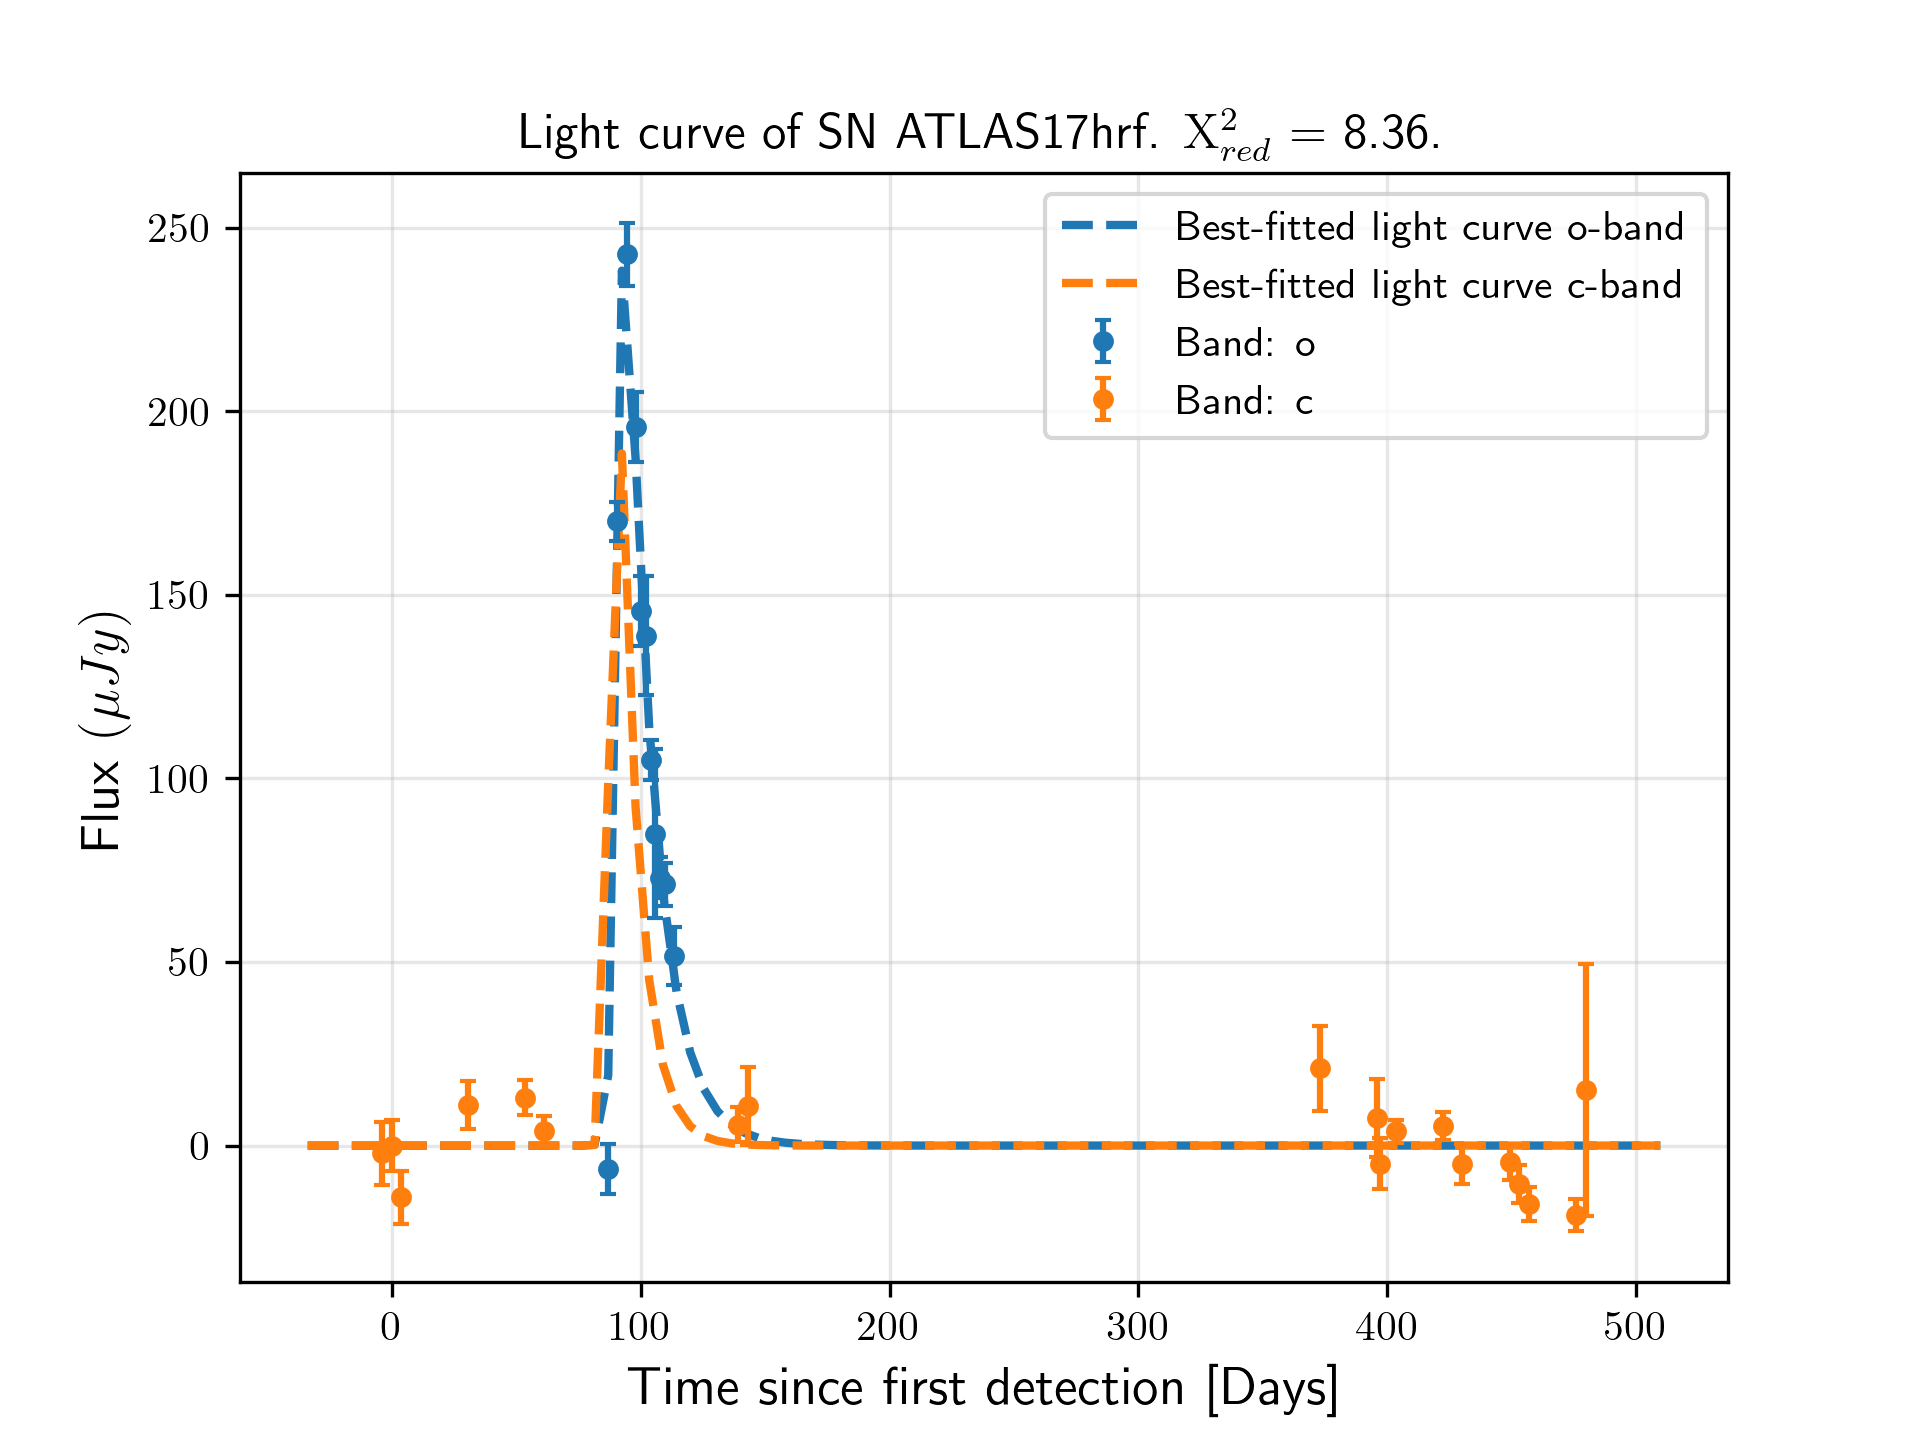 Light curve of SN ATLAS17hrf. X²_red = 8.36.
Best-fitted light curve o-band
Best-fitted light curve c-band
Band: o
Band: c
250
200
150
100
50
0
Flux (μJy)
0 100 200 300 400 500
Time since first detection [Days]